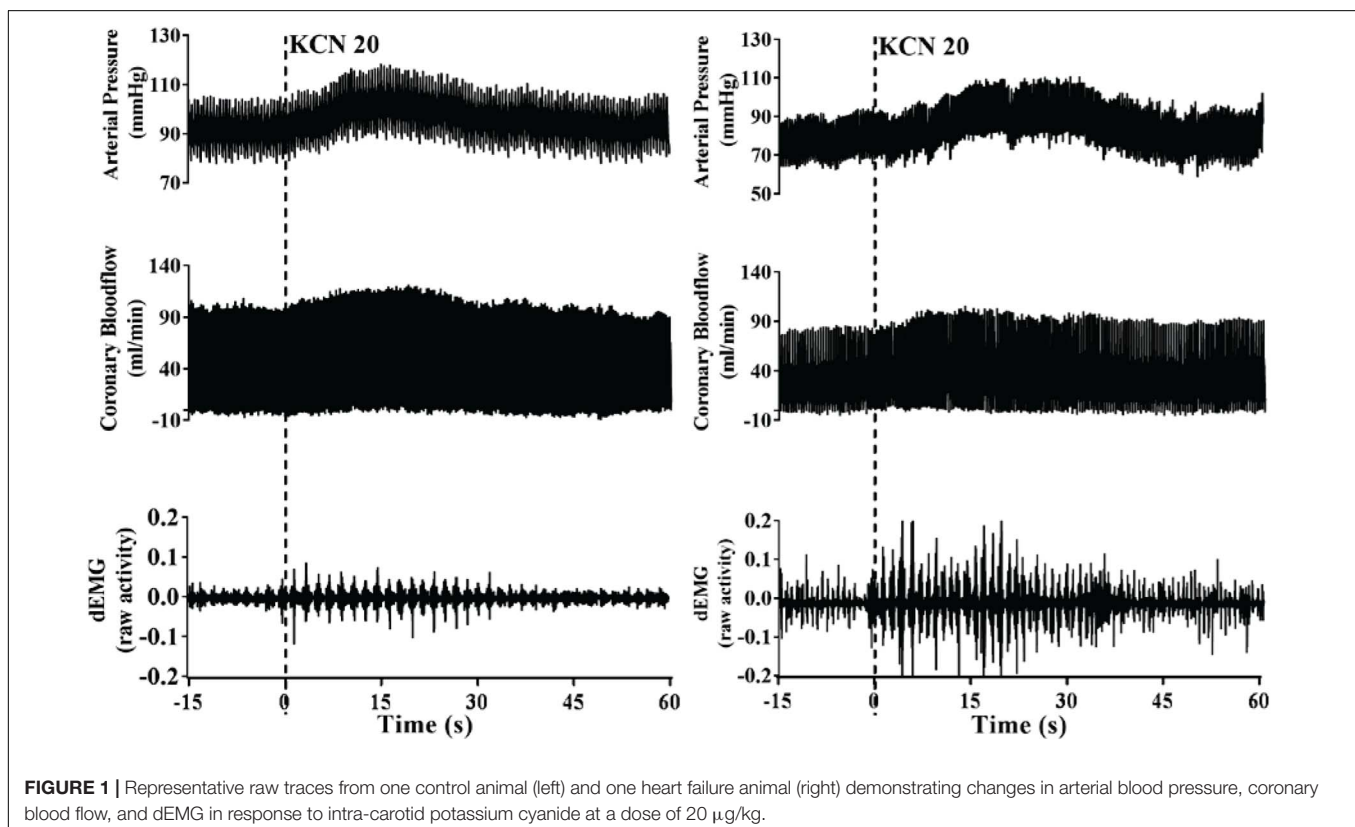 KCN 20
130
110
90
70
Arterial Pressure
(mmHg)
140
90
40
-10
Coronary Bloodflow
(ml/min)
0.2
0.1
0.0
-0.1
-0.2
dEMG
(raw activity)
-15 0 15 30 45 60
Time (s)
KCN 20
130
110
90
70
50
Arterial Pressure
(mmHg)
140
90
40
-10
Coronary Bloodflow
(ml/min)
0.2
0.1
0.0
-0.1
-0.2
dEMG
(raw activity)
-15 0 15 30 45 60
Time (s)
FIGURE 1 | Representative raw traces from one control animal (left) and one heart failure animal (right) demonstrating changes in arterial blood pressure, coronary
blood flow, and dEMG in response to intra-carotid potassium cyanide at a dose of 20 μg/kg.